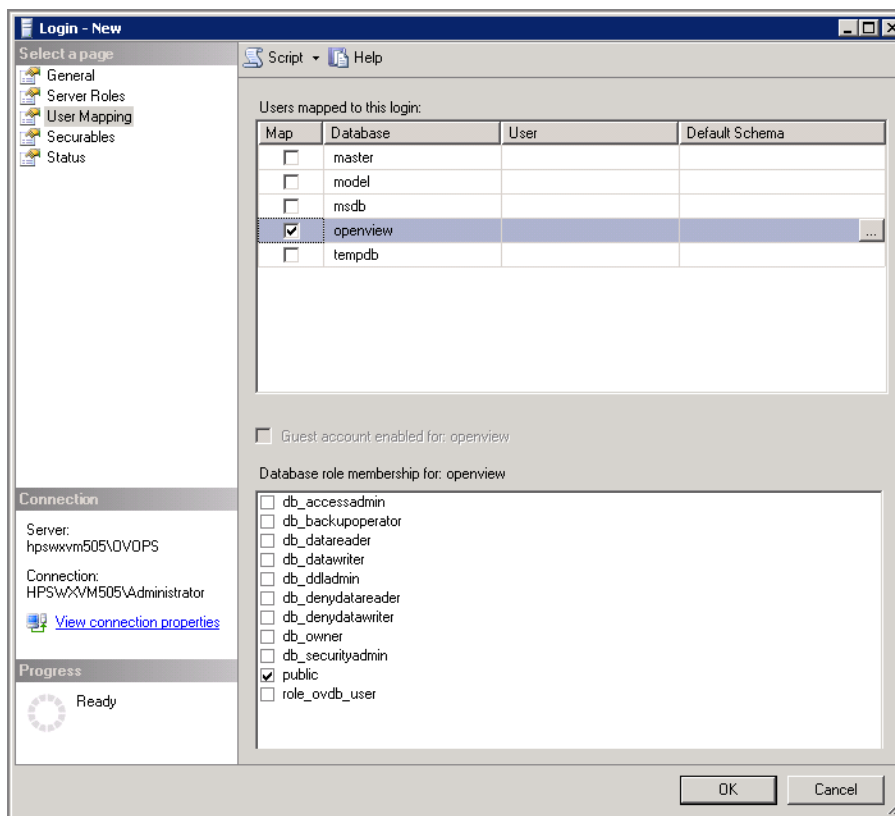 Login - New
Select a page
General
Server Roles
User Mapping
Securables
Status
Script Help
Users mapped to this login:
Map Database User Default Schema
master
model
msdb
openview ...
tempdb
Guest account enabled for: openview
Database role membership for: openview
db_accessadmin
db_backupoperator
db_datareader
db_datawriter
db_ddladmin
db_denydatareader
db_denydatawriter
db_owner
db_securityadmin
public
role_ovdb_user
Connection
Server:
hpswxvm505\OVOPS
Connection:
HPSWXVM505\Administrator
View connection properties
Progress
Ready
OK Cancel